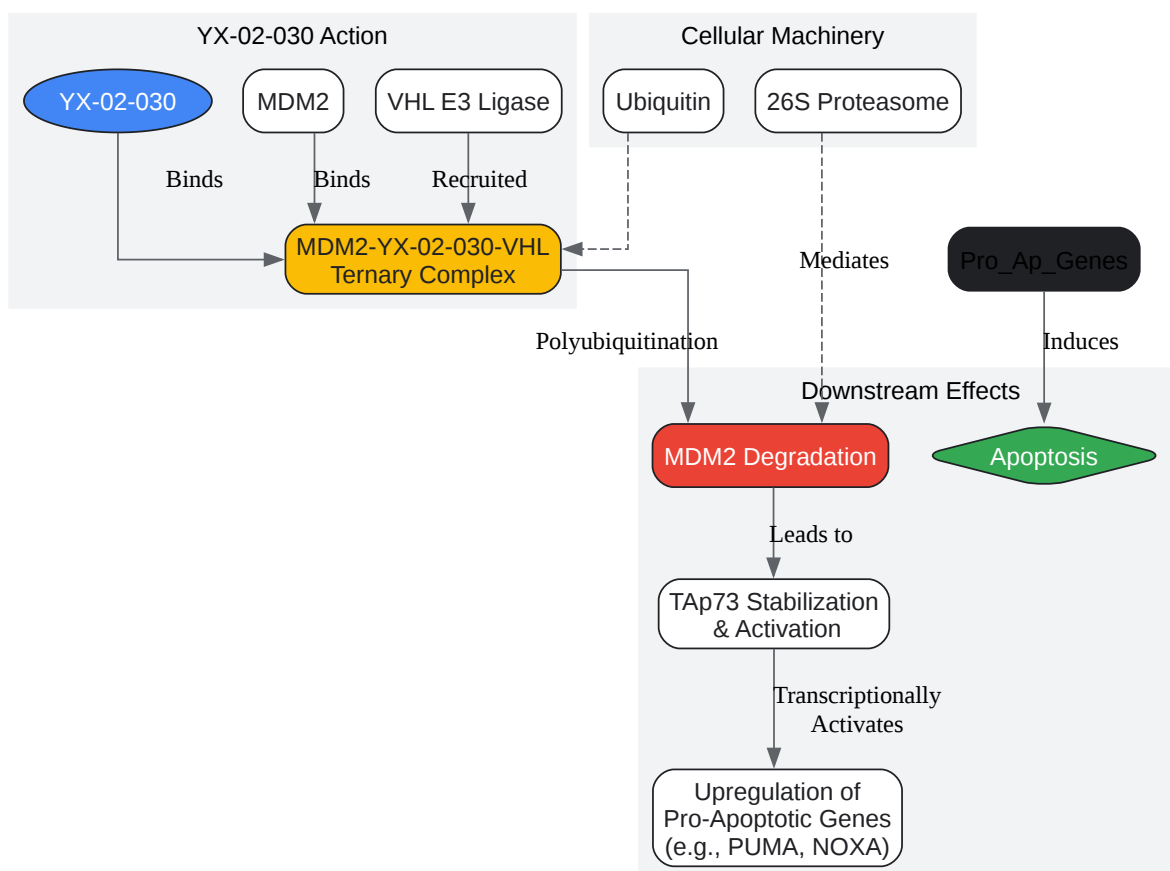 YX-02-030 Action
Cellular Machinery
YX-02-030
MDM2
VHL E3 Ligase
Ubiquitin
26S Proteasome
Binds
Binds
Recruited
MDM2-YX-02-030-VHL
Ternary Complex
Mediates
Pro_Ap_Genes
Polyubiquitination
Induces
Downstream Effects
MDM2 Degradation
Apoptosis
Leads to
TAp73 Stabilization
& Activation
Transcriptionally
Activates
Upregulation of
Pro-Apoptotic Genes
(e.g., PUMA, NOXA)